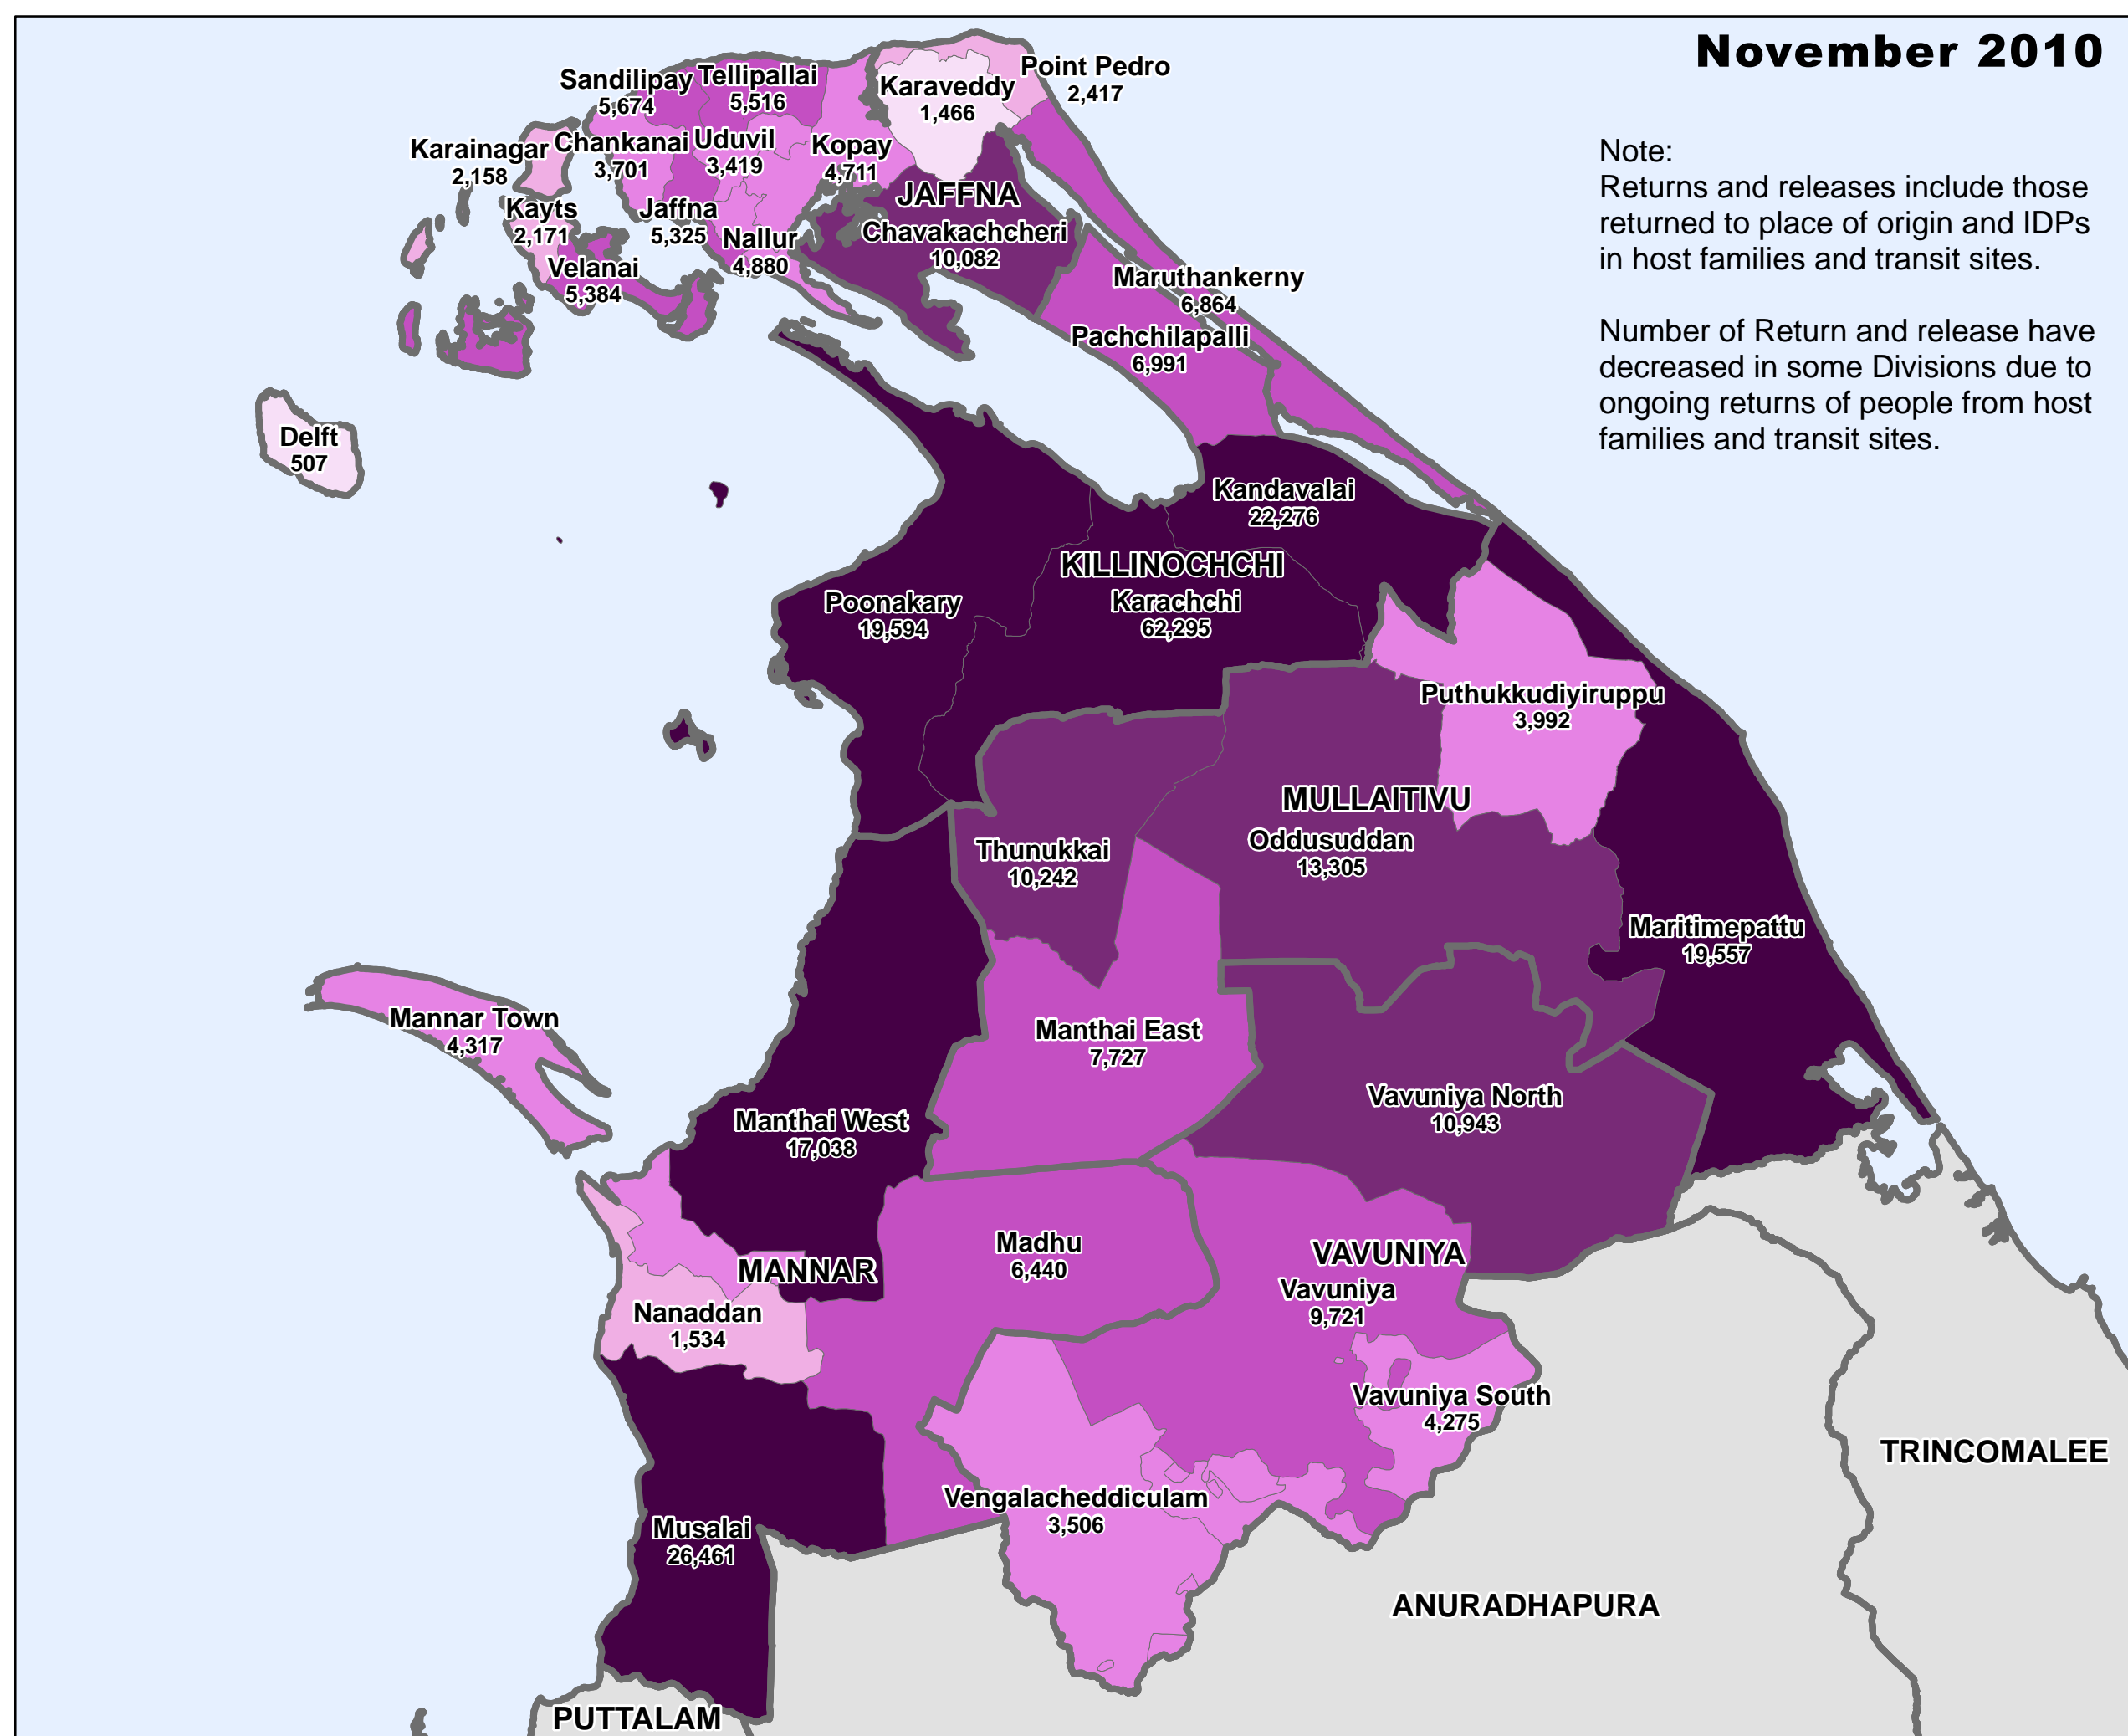 November 2010
Note:
Returns and releases include those
returned to place of origin and IDPs
in host families and transit sites.
Number of Return and release have
decreased in some Divisions due to
ongoing returns of people from host
families and transit sites.
Point Pedro
2,417
Sandilipay
5,674
Tellipallai
5,516
Karaveddy
1,466
Karainagar
2,158
Chankanai
3,701
Uduvil
3,419
Kopay
4,711
JAFFNA
Kayts
2,171
Jaffna
5,325
Nallur
4,880
Chavakachcheri
10,082
Velanai
5,384
Maruthankerny
6,864
Pachchilapalli
6,991
Delft
507
Kandavalai
22,276
KILLINOCHCHI
Karachchi
62,295
Poonakary
19,594
Puthukkudiyiruppu
3,992
MULLAITIVU
Oddusuddan
13,305
Thunukkai
10,242
Maritimepattu
19,557
Mannar Town
4,317
Manthai East
7,727
Vavuniya North
10,943
Manthai West
17,038
Madhu
6,440
VAVUNIYA
Vavuniya
9,721
MANNAR
Nanaddan
1,534
Vavuniya South
4,275
TRINCOMALEE
Vengalacheddiculam
3,506
Musalai
26,461
ANURADHAPURA
PUTTALAM